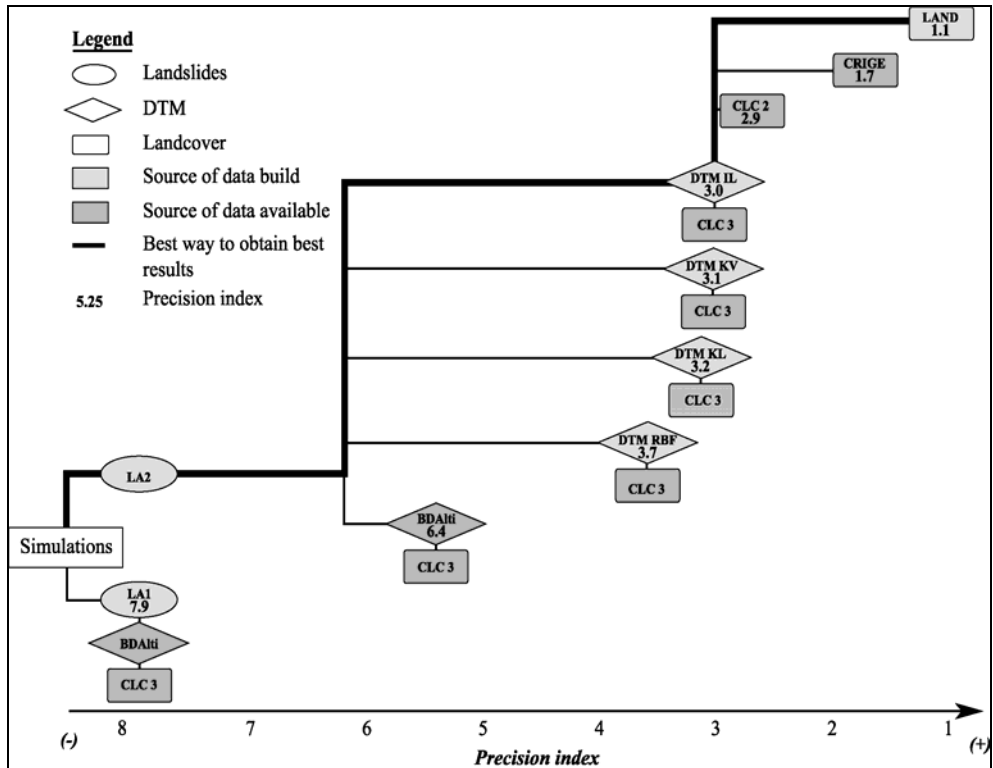 Legend
Landslides
DTM
Landcover
Source of data build
Source of data available
Best way to obtain best
results
5.25 Precision index
LAND
1.1
CRIGE
1.7
CLC 2
2.9
DTM IL
3.0
CLC 3
DTM KV
3.1
CLC 3
DTM KL
3.2
CLC 3
DTM RBF
3.7
CLC 3
LA2
BDAlti
6.4
CLC 3
Simulations
LA1
7.9
BDAlti
CLC 3
8 7 6 5 4 3 2 1
(-) (+)
Precision index